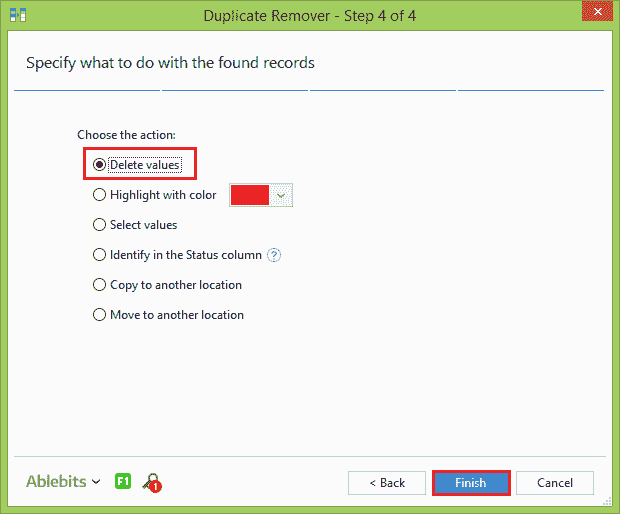 Duplicate Remover - Step 4 of 4
Specify what to do with the found records
Choose the action:
Delete values
Highlight with color
Select values
Identify in the Status column ?
Copy to another location
Move to another location
Ablebits F1 1 < Back Finish Cancel